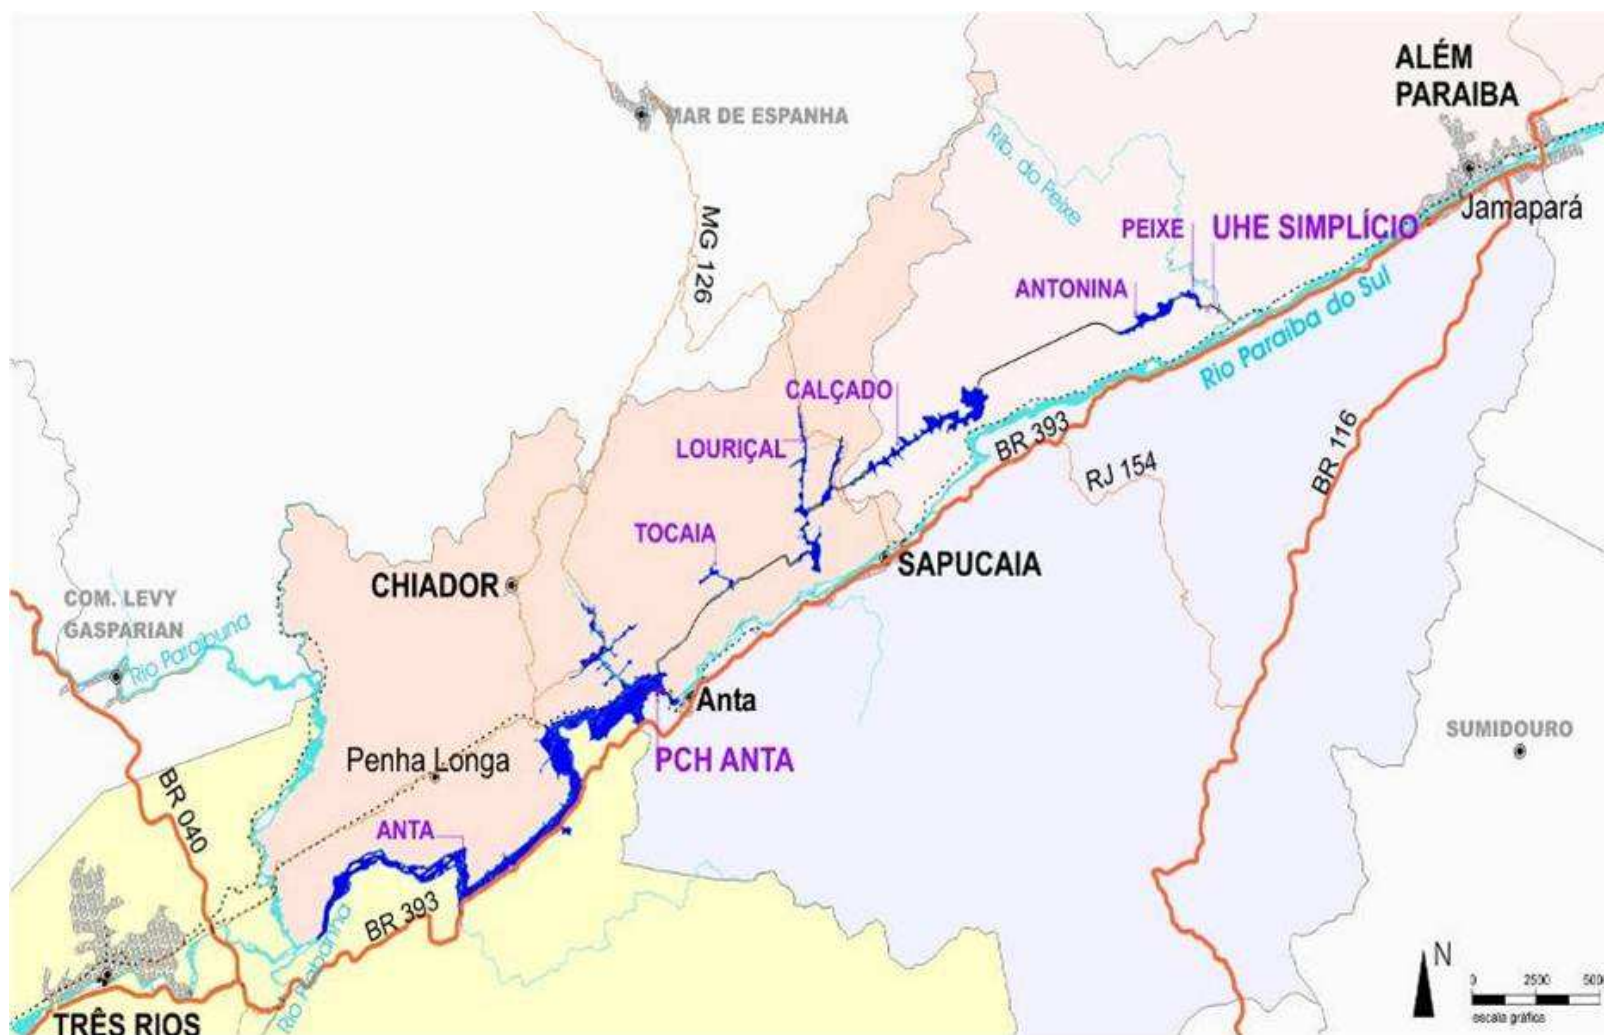 ALÉM
PARAIBA
MAR DE ESPANHA
Rib. do Peixe
Jamapará
PEIXE
UHE SIMPLÍCIO
MG 126
ANTONINA
Rio Paraíba do Sul
CALÇADO
BR 393
LOURIÇAL
RJ 154
BR 116
TOCAIA
SAPUCAIA
CHIADOR
COM. LEVY
GASPARIAN
Rio Paraibuna
Anta
SUMIDOURO
Penha Longa
PCH ANTA
BR 040
ANTA
BR 393
N
0 2500 500
escala gráfica
TRÊS RIOS